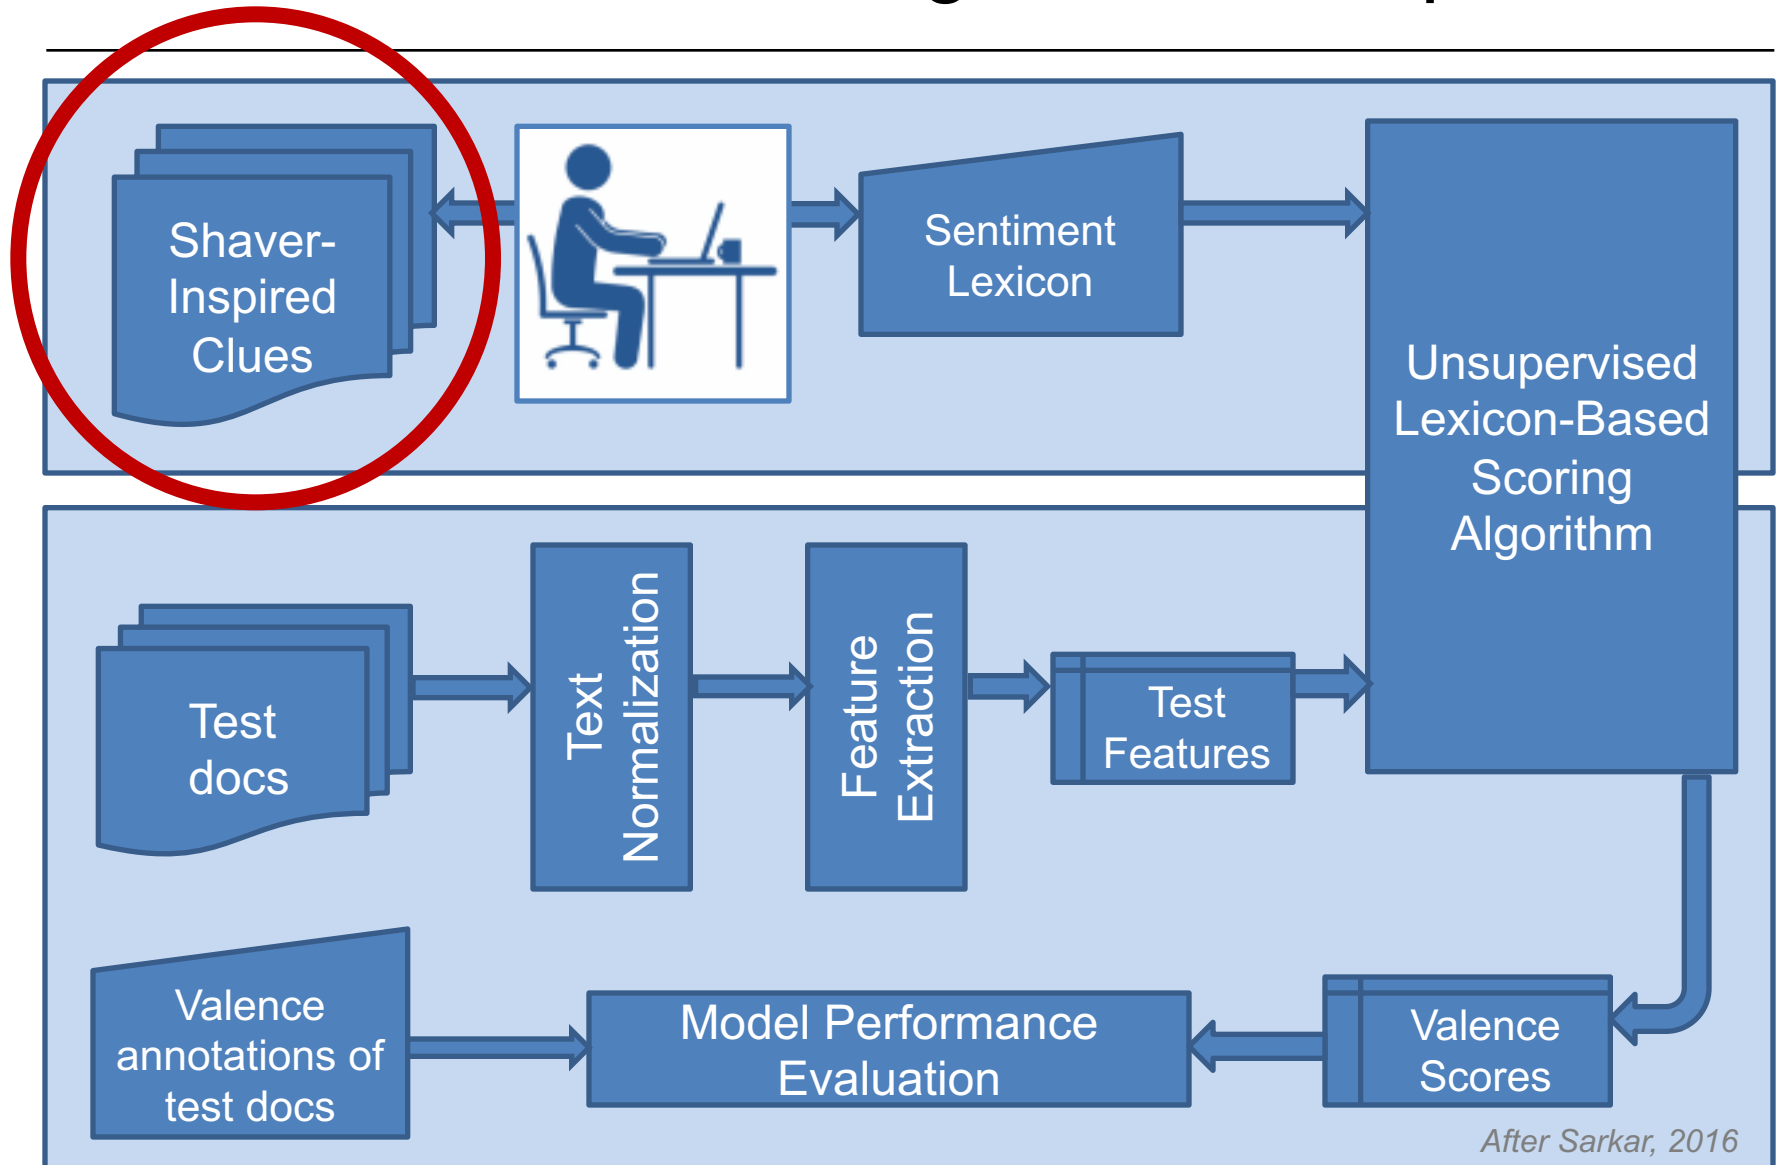 Shaver-
Inspired
Clues
Sentiment
Lexicon
Unsupervised
Lexicon-Based
Scoring
Algorithm
Test
docs
Text
Normalization
Feature
Extraction
Test
Features
Valence
annotations of
test docs
Model Performance
Evaluation
Valence
Scores
After Sarkar, 2016